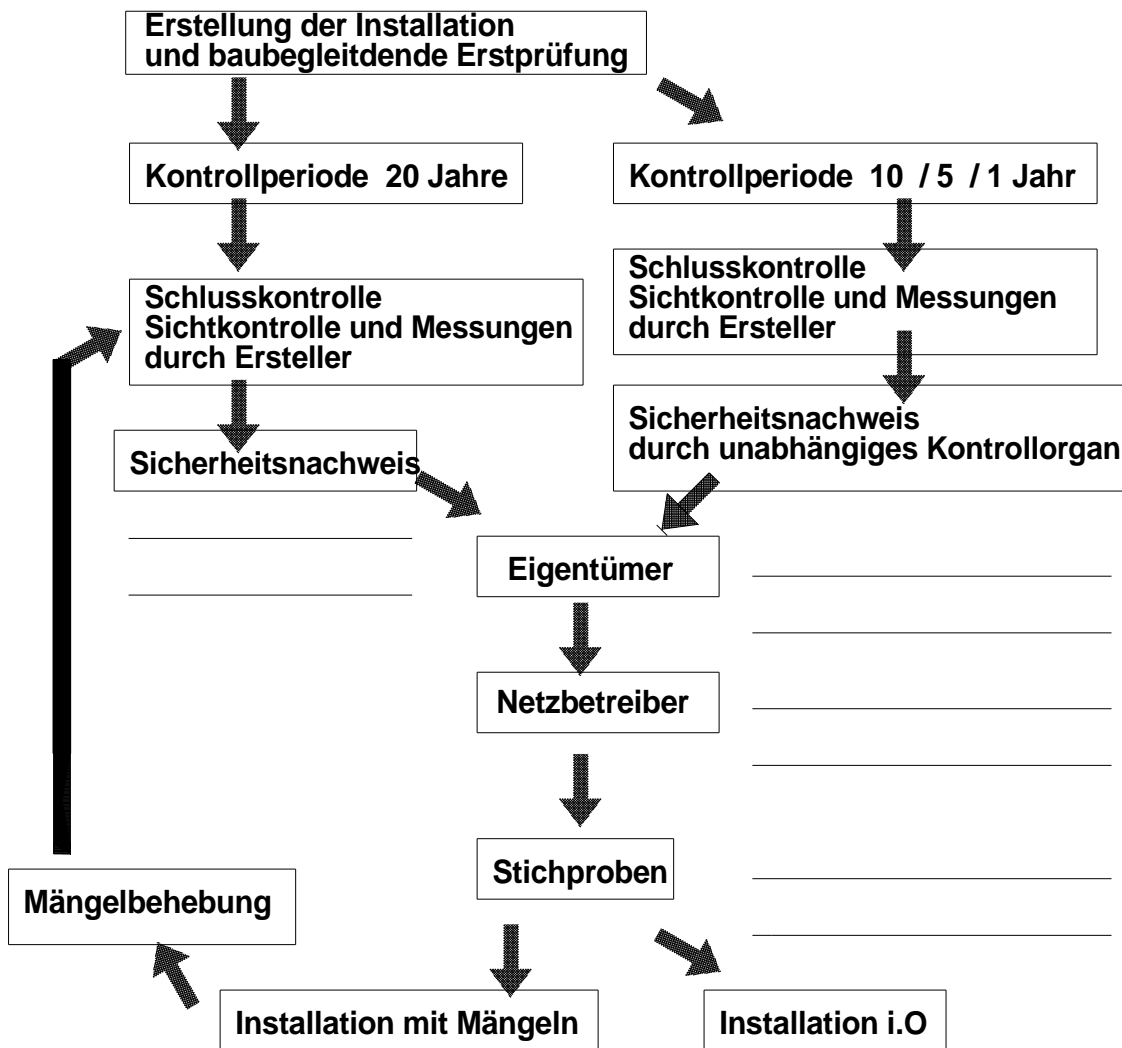 Erstellung der Installation
und baubegleitdende Erstprüfung
Kontrollperiode 20 Jahre
Kontrollperiode 10 / 5 / 1 Jahr
Schlusskontrolle
Sichtkontrolle und Messungen
durch Ersteller
Schlusskontrolle
Sichtkontrolle und Messungen
durch Ersteller
Sicherheitsnachweis
Sicherheitsnachweis
durch unabhängiges Kontrollorgan
Eigentümer
Netzbetreiber
Stichproben
Mängelbehebung
Installation mit Mängeln
Installation i.O